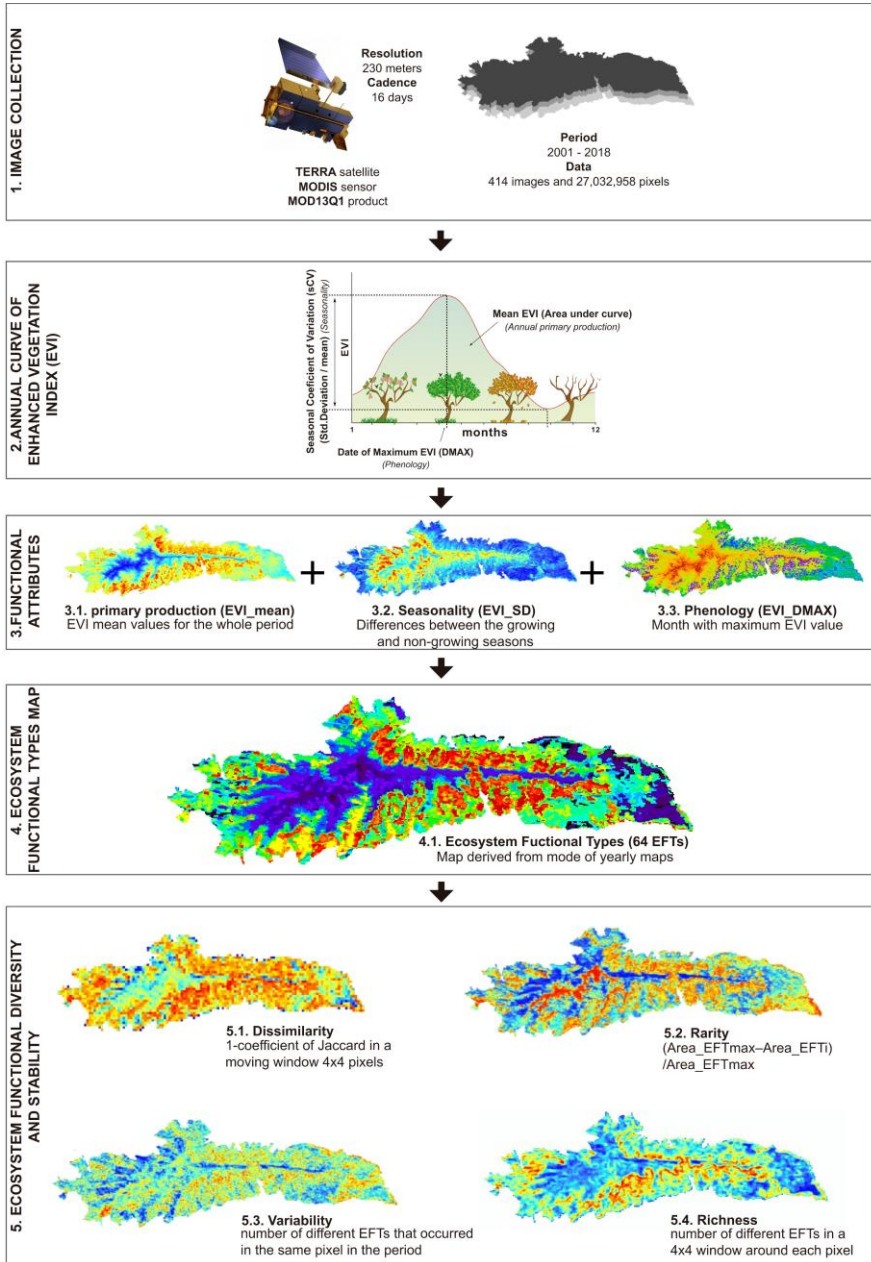 1. IMAGE COLLECTION
Resolution
230 meters
Cadence
16 days
TERRA satellite
MODIS sensor
MOD13Q1 product
Period
2001 - 2018
Data
414 images and 27,032,958 pixels
2.ANNUAL CURVE OF
ENHANCED VEGETATION
INDEX (EVI)
Seasonal Coeficient of Variation (sCV)
(Std.Deviation / mean) (Seasonality)
EVI
Mean EVI (Area under curve)
(Annual primary production)
1
months
12
Date of Maximum EVI (DMAX)
(Phenology)
3.FUNCTIONAL
ATTRIBUTES
+
+
3.1. primary production (EVI_mean)
EVI mean values for the whole period
3.2. Seasonality (EVI_SD)
Differences between the growing
and non-growing seasons
3.3. Phenology (EVI_DMAX)
Month with maximum EVI value
4. ECOSYSTEM
FUNCTIONAL TYPES MAP
4.1. Ecosystem Fuctional Types (64 EFTs)
Map derived from mode of yearly maps
5. ECOSYSTEM FUNCTIONAL DIVERSITY
AND STABILITY
5.1. Dissimilarity
1-coefficient of Jaccard in a
moving window 4x4 pixels
5.2. Rarity
(Area_EFTmax–Area_EFTi)
/Area_EFTmax
5.3. Variability
number of different EFTs that occurred
in the same pixel in the period
5.4. Richness
number of different EFTs in a
4x4 window around each pixel